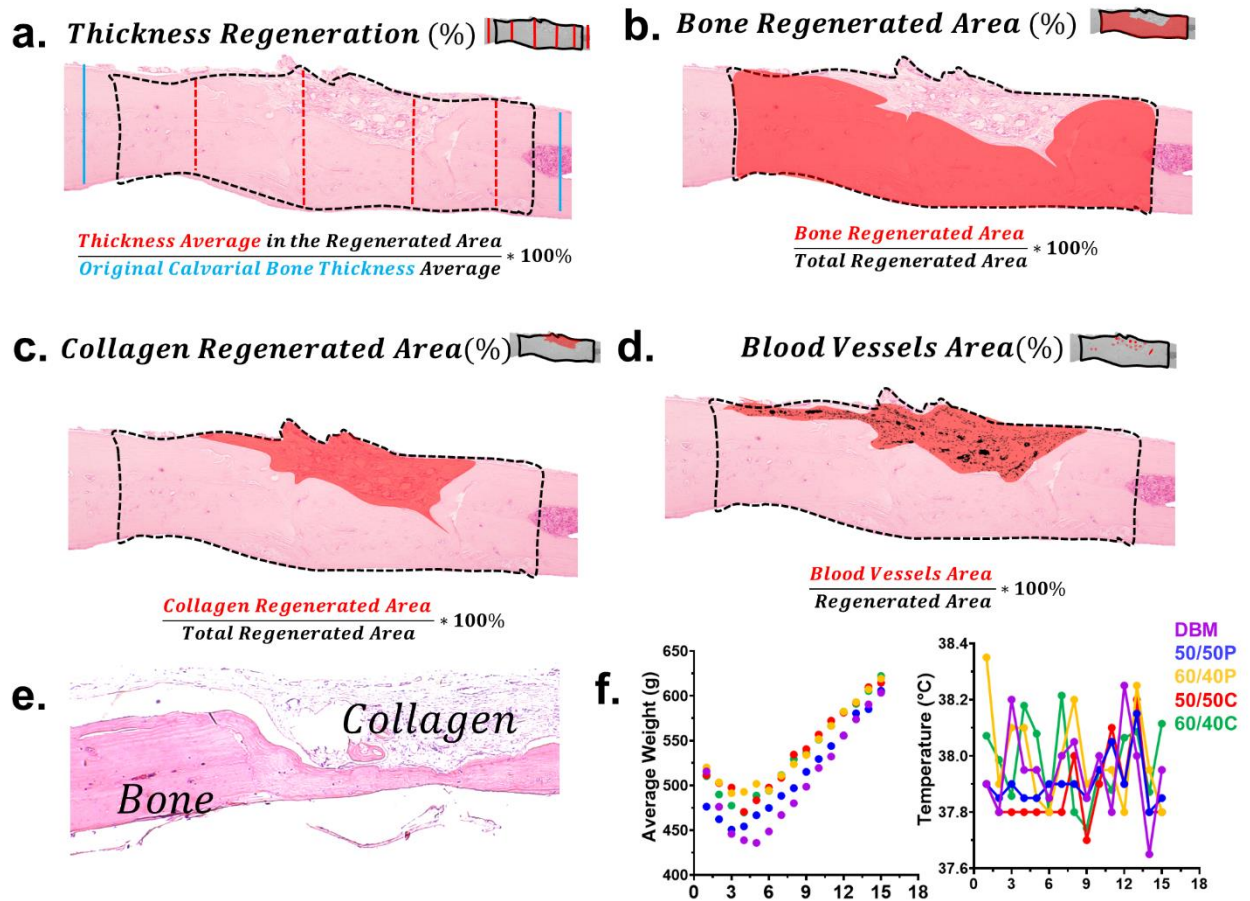 a. Thickness Regeneration (%)
Thickness Average in the Regenerated Area
Original Calvarial Bone Thickness Average
* 100%
b. Bone Regenerated Area (%)
Bone Regenerated Area
Total Regenerated Area
* 100%
c. Collagen Regenerated Area(%)
Collagen Regenerated Area
Total Regenerated Area
* 100%
d. Blood Vessels Area(%)
Blood Vessels Area
Regenerated Area
* 100%
e.
Collagen
Bone
f.
Average Weight (g)
650
600
550
500
450
400
0 3 6 9 12 15 18
Temperature (°C)
38.4
38.2
38.0
37.8
37.6
3 6 9 12 15 18
DBM
50/50P
60/40P
50/50C
60/40C